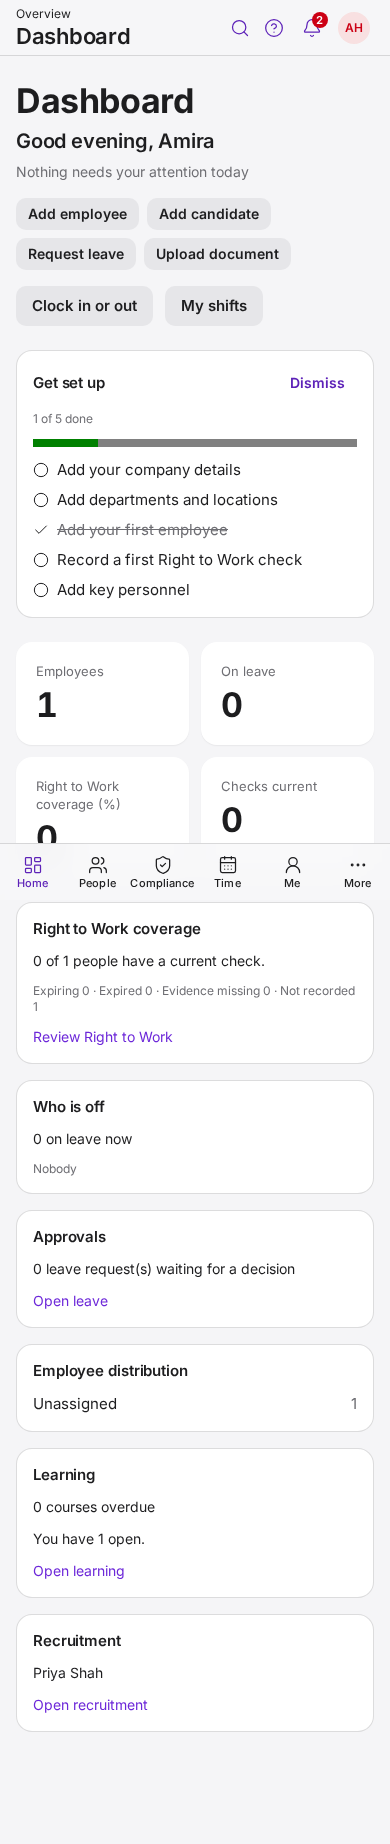 Overview
Dashboard
2
AH
Dashboard
Good evening, Amira
Nothing needs your attention today
Add employee
Add candidate
Request leave
Upload document
Clock in or out
My shifts
Get set up
Dismiss
1 of 5 done
Add your company details
Add departments and locations
Add your first employee
Record a first Right to Work check
Add key personnel
Employees
1
On leave
0
Right to Work
coverage (%)
0
Checks current
0
Home
People
Compliance
Time
Me
More
Right to Work coverage
0 of 1 people have a current check.
Expiring 0 · Expired 0 · Evidence missing 0 · Not recorded
1
Review Right to Work
Who is off
0 on leave now
Nobody
Approvals
0 leave request(s) waiting for a decision
Open leave
Employee distribution
Unassigned 1
Learning
0 courses overdue
You have 1 open.
Open learning
Recruitment
Priya Shah
Open recruitment